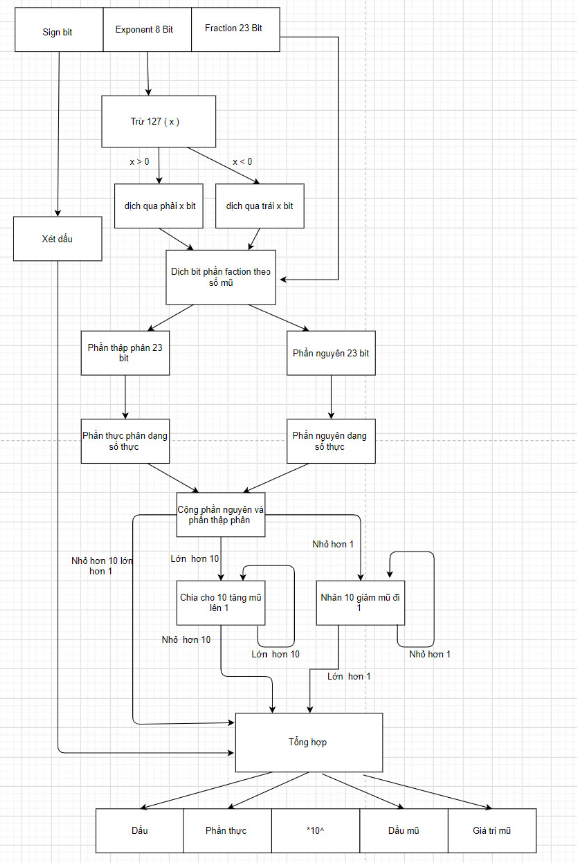 Sign bit
Exponent 8 Bit
Fraction 23 Bit
Trừ 127 ( x )
x > 0
x < 0
dịch qua phải x bit
dịch qua trái x bit
Xét dấu
Dịch bit phần faction theo
số mũ
Phần thập phân 23
bit
Phần nguyên 23 bit
Phần thực phân dạng
số thực
Phần nguyên dạng
số thực
Cộng phần nguyên và
phần thập phân
Nhỏ hơn 10 lớn
hơn 1
Lớn hơn 10
Nhỏ hơn 1
Chia cho 10 tăng mũ
lên 1
Nhân 10 giảm mũ đi
1
Nhỏ hơn 10
Lớn hơn 10
Nhỏ hơn 1
Lớn hơn 1
Tổng hợp
Dấu
Phần thực
*10^
Dấu mũ
Giá trị mũ